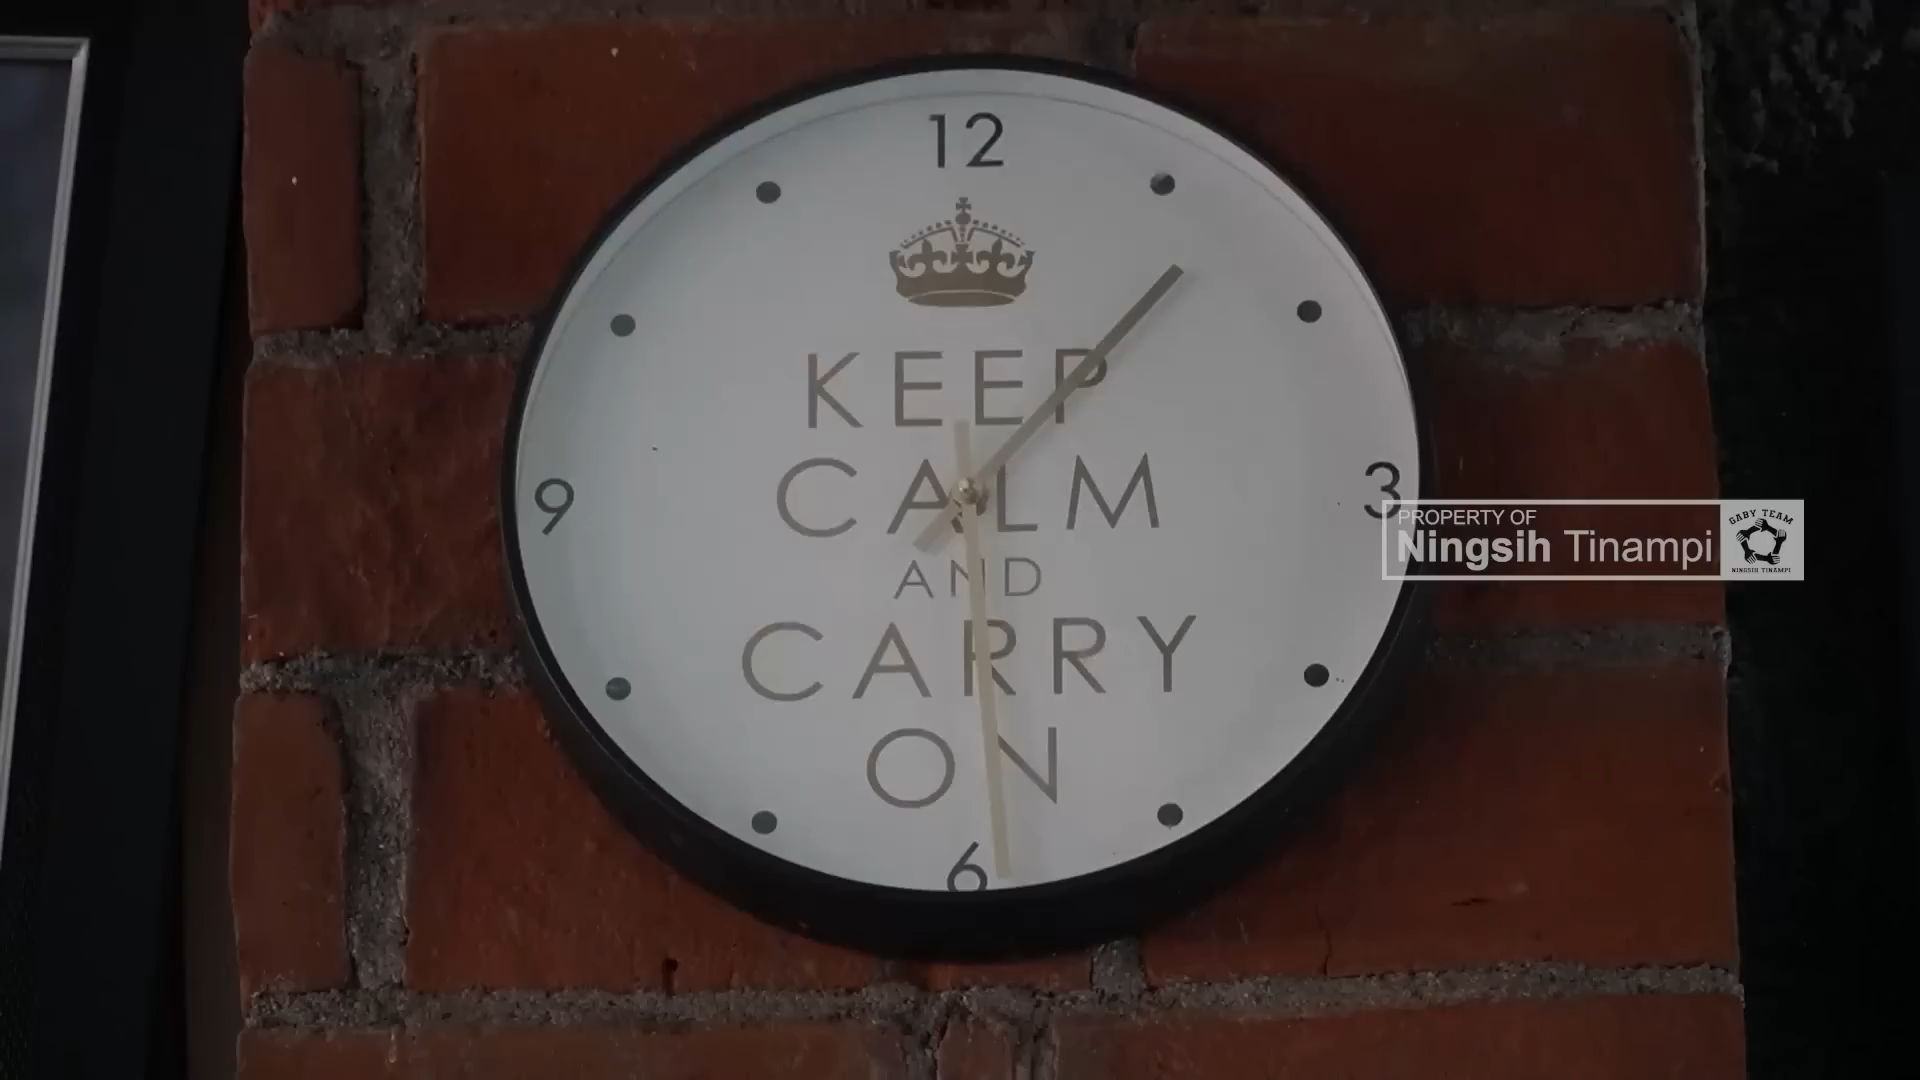 12
KEEP
CALM
9
3
AND
CARRY
ON
6
PROPERTY OF
Ningsih Tinampi
GABY TEAM
NINGSIH TINAMPI